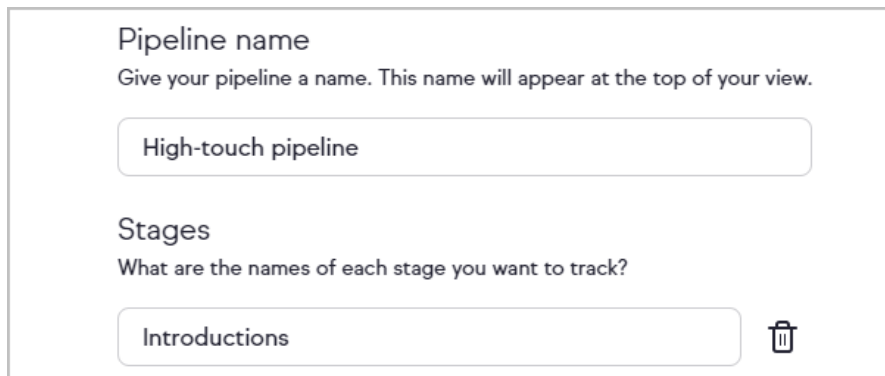 Pipeline name
Give your pipeline a name. This name will appear at the top of your view.
High-touch pipeline
Stages
What are the names of each stage you want to track?
Introductions